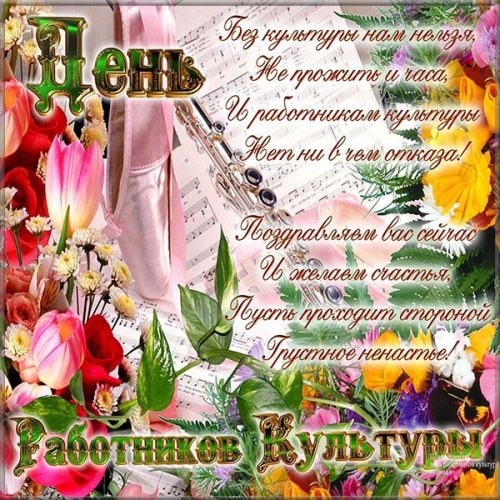 День
Без культуры нам нельзя,
Не прожить и часа,
И работникам культуры
Нет ни в чем отказа!
Поздравляем вас сейчас
И желаем счастья,
Пусть проходит стороной
Грустное ненастье!
Работников Культуры